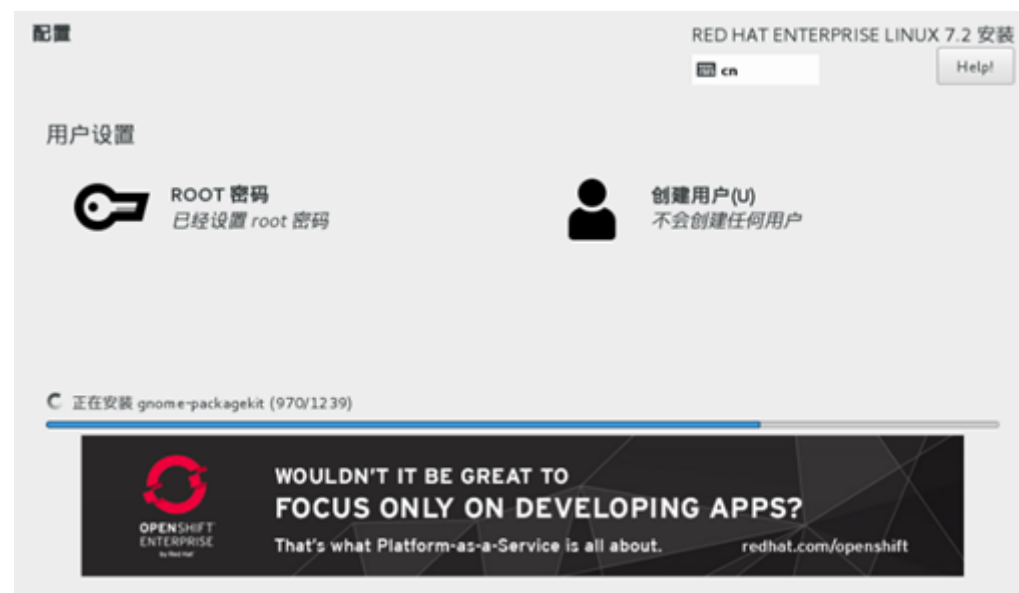 配置
RED HAT ENTERPRISE LINUX 7.2 安装
cn
Help!
用户设置
ROOT 密码
已经设置 root 密码
创建用户(U)
不会创建任何用户
正在安装 gnome-packagekit (970/1239)
OPENSHIFT
ENTERPRISE
by Red Hat
WOULDN'T IT BE GREAT TO
FOCUS ONLY ON DEVELOPING APPS?
That's what Platform-as-a-Service is all about.
redhat.com/openshift